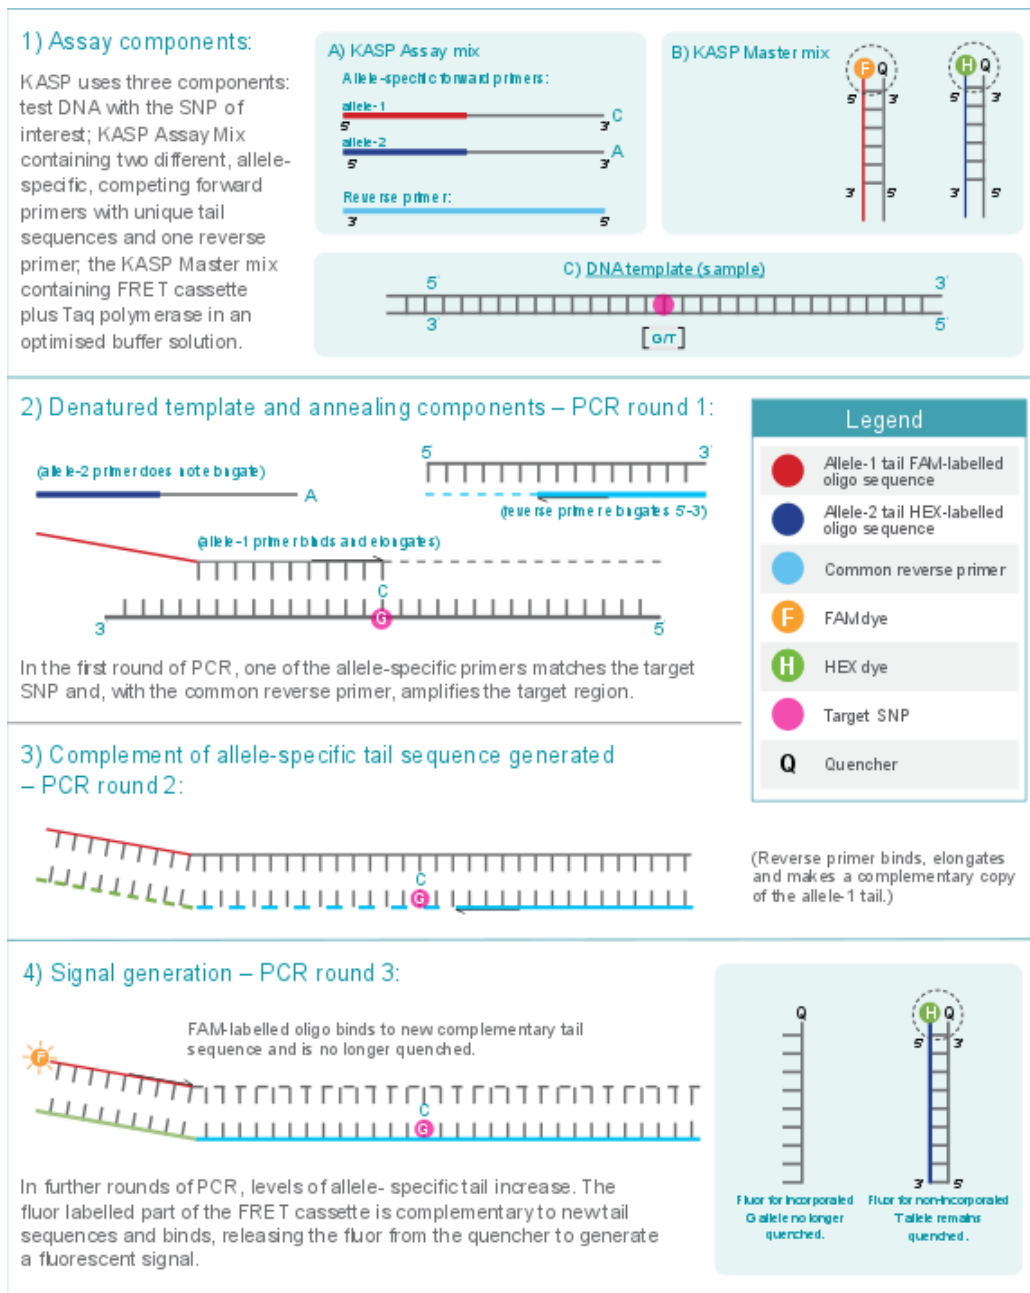 1) Assay components:
KASP uses three components:
test DNA with the SNP of
interest; KASP Assay Mix
containing two different, allele-
specific, competing forward
primers with unique tail
sequences and one reverse
primer; the KASP Master mix
containing FRET cassette
plus Taq polymerase in an
optimised buffer solution.
A) KASP Assay mix
Allele-specific forward primers:
allele-1
5' 3' C
allele-2
5' 3' A
Reverse primer:
3' 5'
B) KASP Master mix
F Q H Q
5' 3' 5' 3'
3' 5' 3' 5'
C) DNA template (sample)
5' 3'
3' 5'
[G/T]
2) Denatured template and annealing components – PCR round 1:
(allele-2 primer does not elongate)
A
5' 3'
(reverse primer elongates 5'-3')
(allele-1 primer binds and elongates)
C
G
3' 5'
In the first round of PCR, one of the allele-specific primers matches the target
SNP and, with the common reverse primer, amplifies the target region.
Legend
Allele-1 tail FAM-labelled
oligo sequence
Allele-2 tail HEX-labelled
oligo sequence
Common reverse primer
F FAM dye
H HEX dye
Target SNP
Q Quencher
3) Complement of allele-specific tail sequence generated
– PCR round 2:
C
G
(Reverse primer binds, elongates
and makes a complementary copy
of the allele-1 tail.)
4) Signal generation – PCR round 3:
FAM-labelled oligo binds to new complementary tail
sequence and is no longer quenched.
F
C
G
In further rounds of PCR, levels of allele- specific tail increase. The
fluor labelled part of the FRET cassette is complementary to new tail
sequences and binds, releasing the fluor from the quencher to generate
a fluorescent signal.
Q H Q
5' 3'
3' 5'
Fluor for incorporated
G allele no longer
quenched.
Fluor for non-incorporated
T allele remains
quenched.